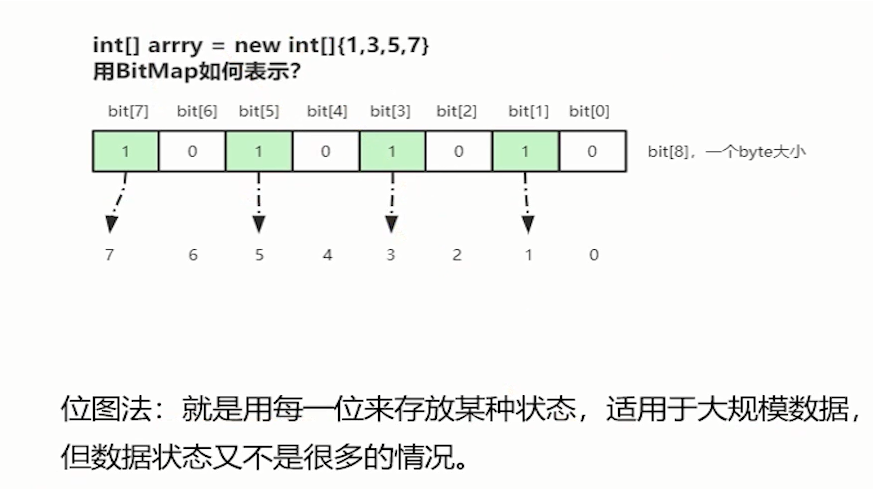 int[] arrry = new int[]{1,3,5,7}
用BitMap如何表示?
bit[7] bit[6] bit[5] bit[4] bit[3] bit[2] bit[1] bit[0]
1 0 1 0 1 0 1 0 bit[8]，一个byte大小
7 6 5 4 3 2 1 0
位图法：就是用每一位来存放某种状态，适用于大规模数据，
但数据状态又不是很多的情况。